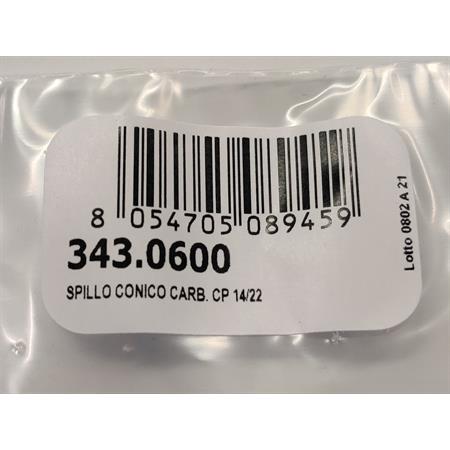 8 054705 089459
343.0600
SPILLO CONICO CARB. CP 14/22
Lotto 0802 A 21